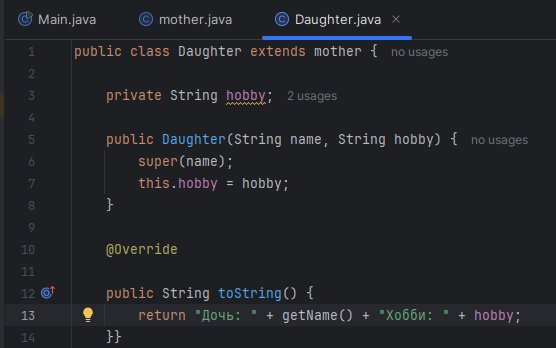 Main.java mother.java Daughter.java
1 public class Daughter extends mother { no usages
2
3 private String hobby; 2 usages
4
5 public Daughter(String name, String hobby) { no usages
6 super(name);
7 this.hobby = hobby;
8 }
9
10 @Override
11
12 public String toString() {
13 return "Дочь: " + getName() + "Хобби: " + hobby;
14 }}